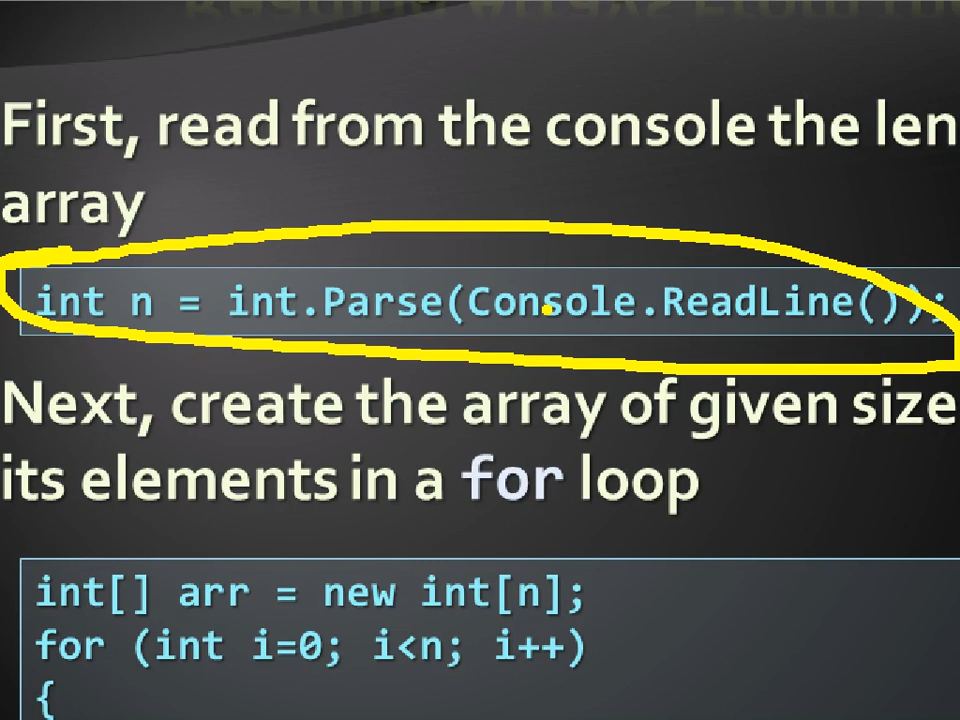 First, read from the console the len
array
int n = int.Parse(Console.ReadLine());
Next, create the array of given size
its elements in a for loop
int[] arr = new int[n];
for (int i=0; i<n; i++)
{